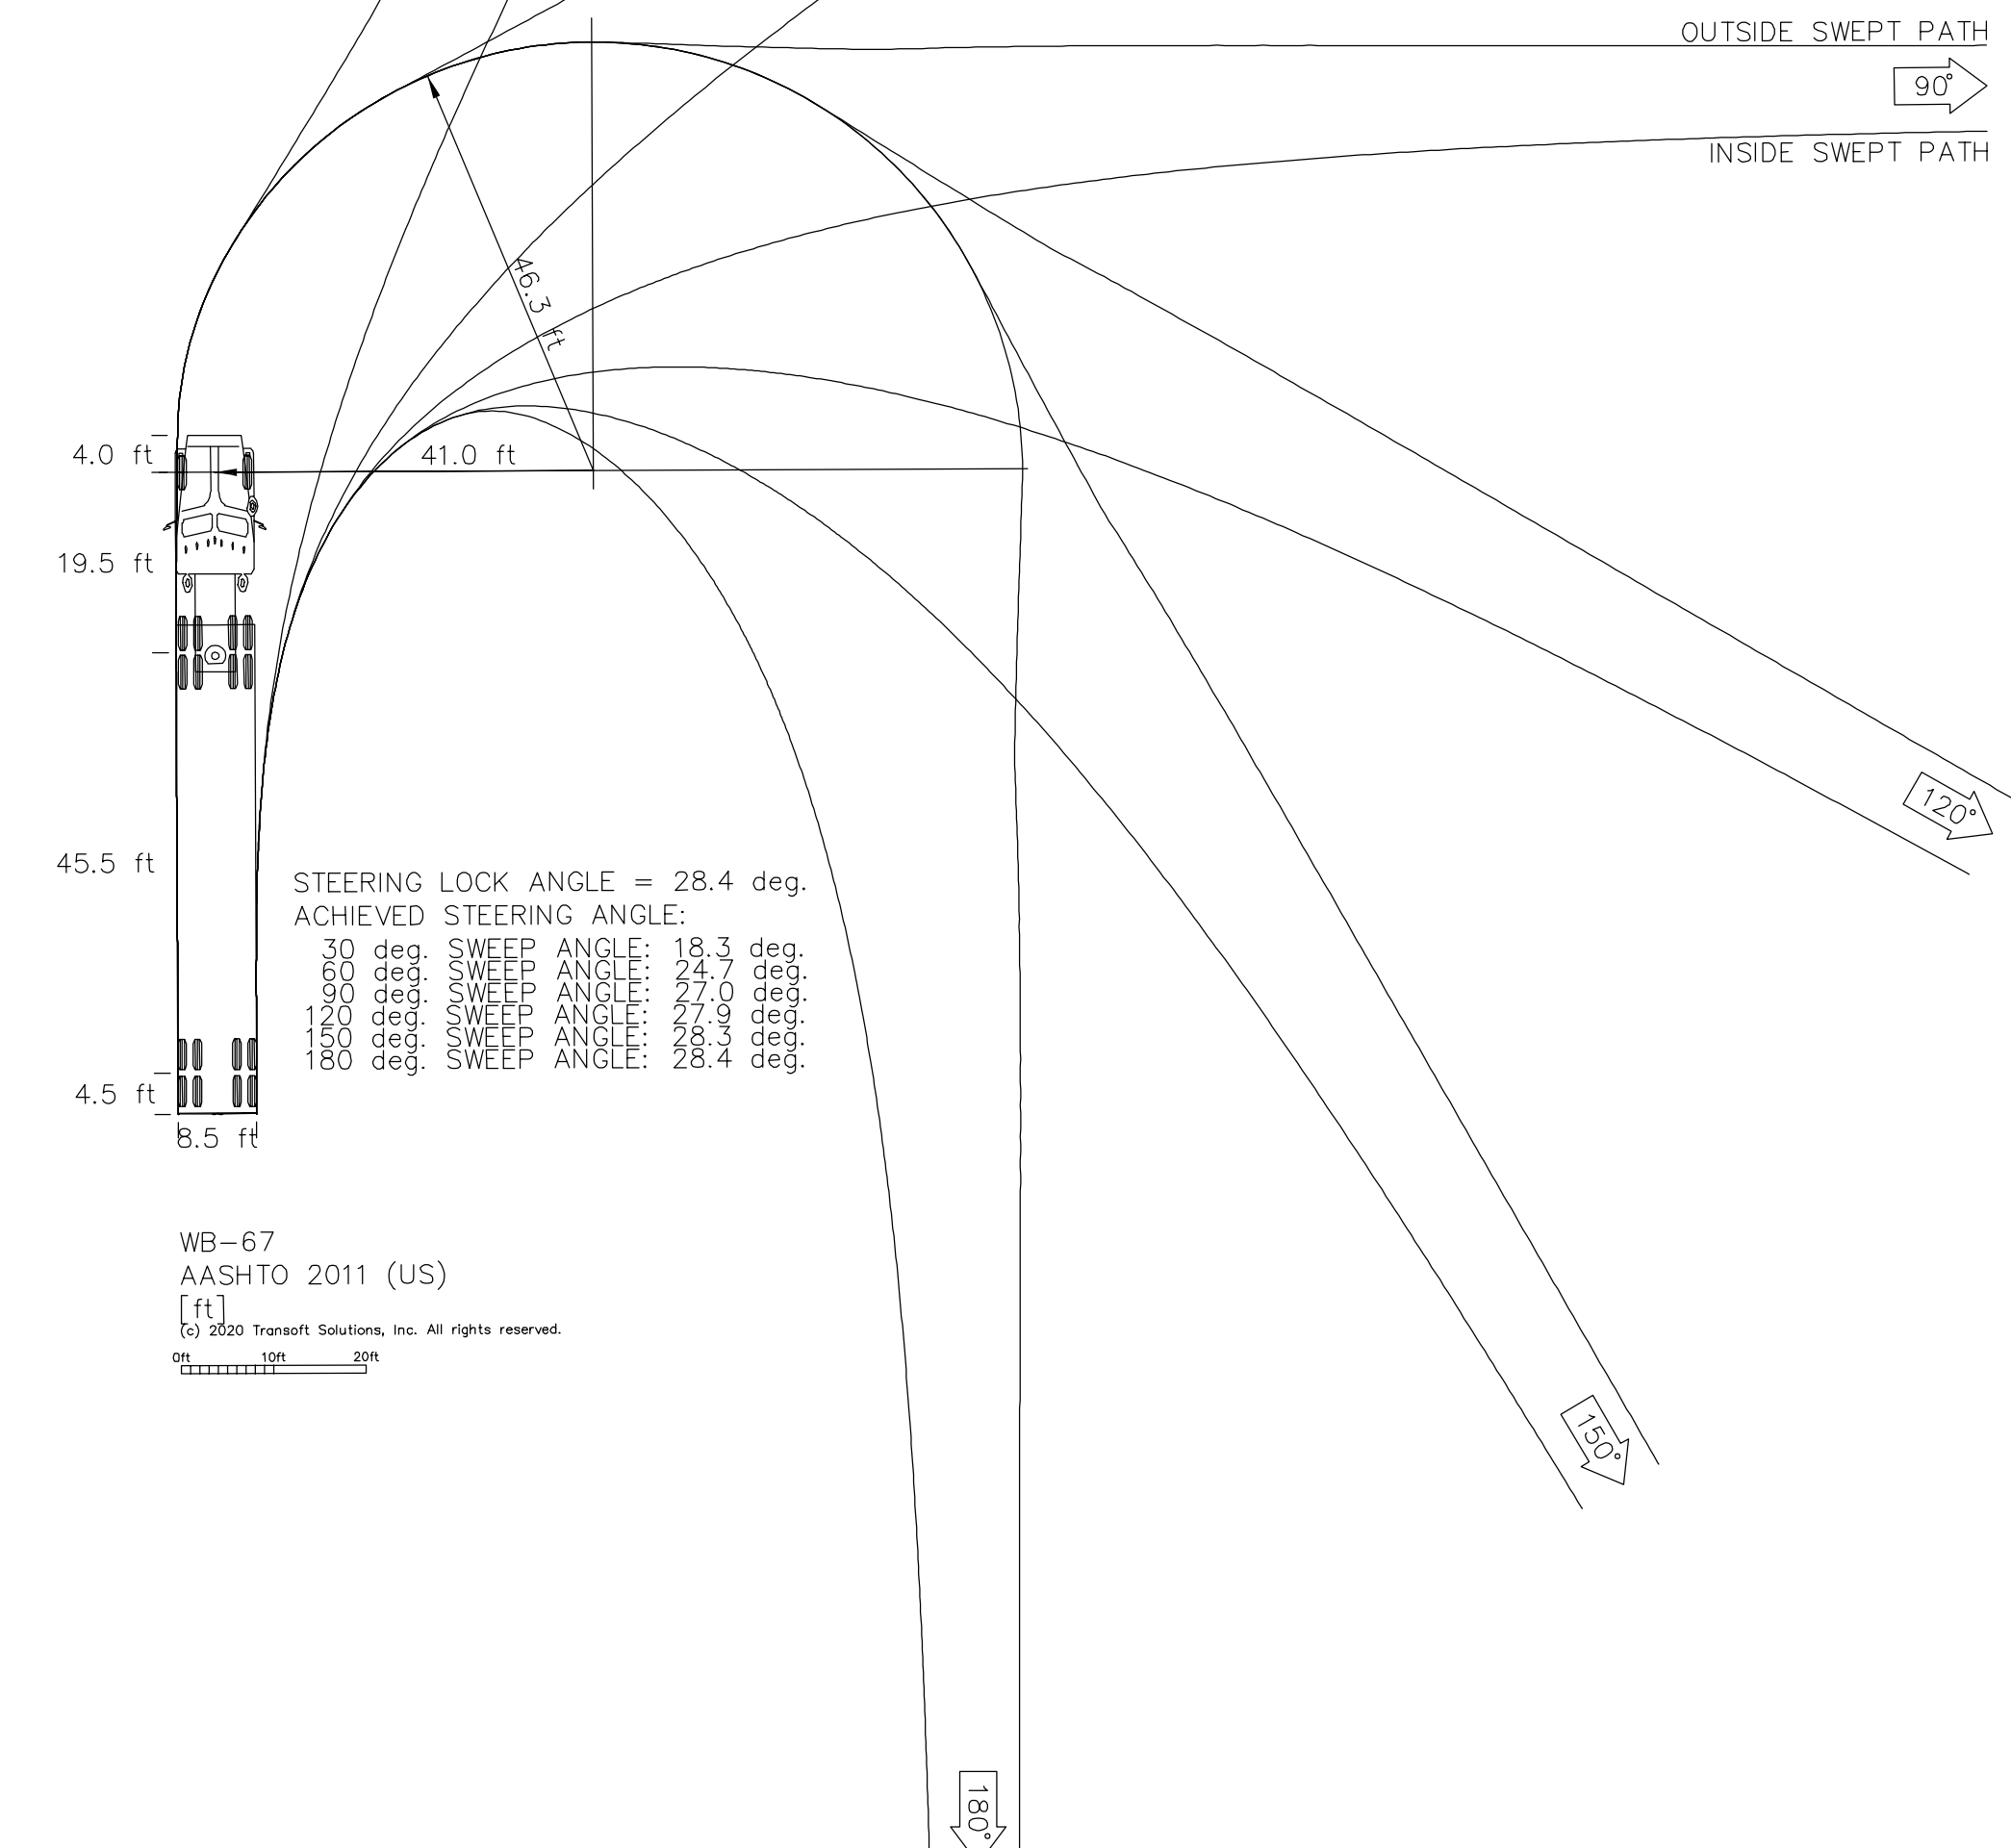 OUTSIDE SWEPT PATH
90°
INSIDE SWEPT PATH
46.3 ft
41.0 ft
4.0 ft
19.5 ft
120°
45.5 ft
STEERING LOCK ANGLE = 28.4 deg.
ACHIEVED STEERING ANGLE:
30 deg. SWEEP ANGLE: 18.3 deg.
60 deg. SWEEP ANGLE: 24.7 deg.
90 deg. SWEEP ANGLE: 27.0 deg.
120 deg. SWEEP ANGLE: 27.9 deg.
150 deg. SWEEP ANGLE: 28.3 deg.
180 deg. SWEEP ANGLE: 28.4 deg.
4.5 ft
8.5 ft
WB-67
AASHTO 2011 (US)
[ft]
(c) 2020 Transoft Solutions, Inc. All rights reserved.
0ft 10ft 20ft
150°
180°